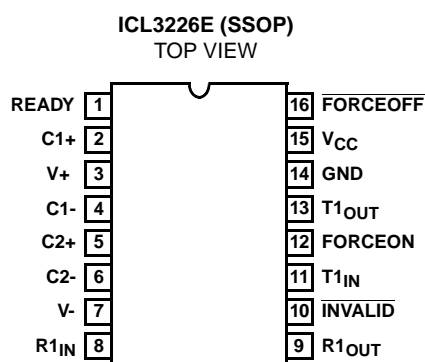 ICL3226E (SSOP)
TOP VIEW
READY 1
C1+ 2
V+ 3
C1- 4
C2+ 5
C2- 6
V- 7
R1IN 8
16 FORCEOFF
15 VCC
14 GND
13 T1OUT
12 FORCEON
11 T1IN
10 INVALID
9 R1OUT